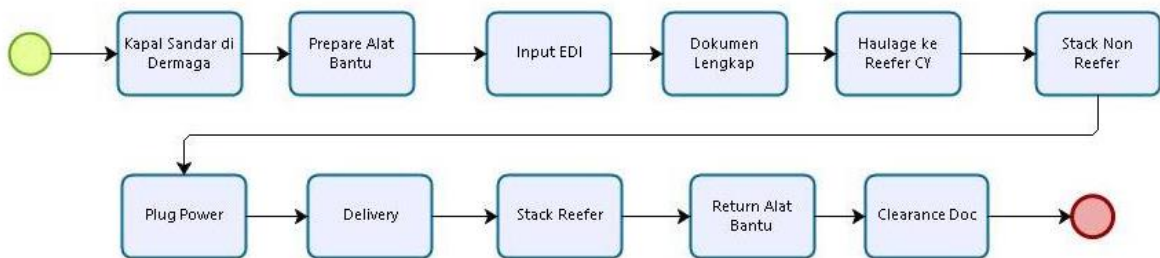 Kapal Sandar di
Dermaga
Prepare Alat
Bantu
Input EDI
Dokumen
Lengkap
Haulage ke
Reefer CY
Stack Non
Reefer
Plug Power
Delivery
Stack Reefer
Return Alat
Bantu
Clearance Doc